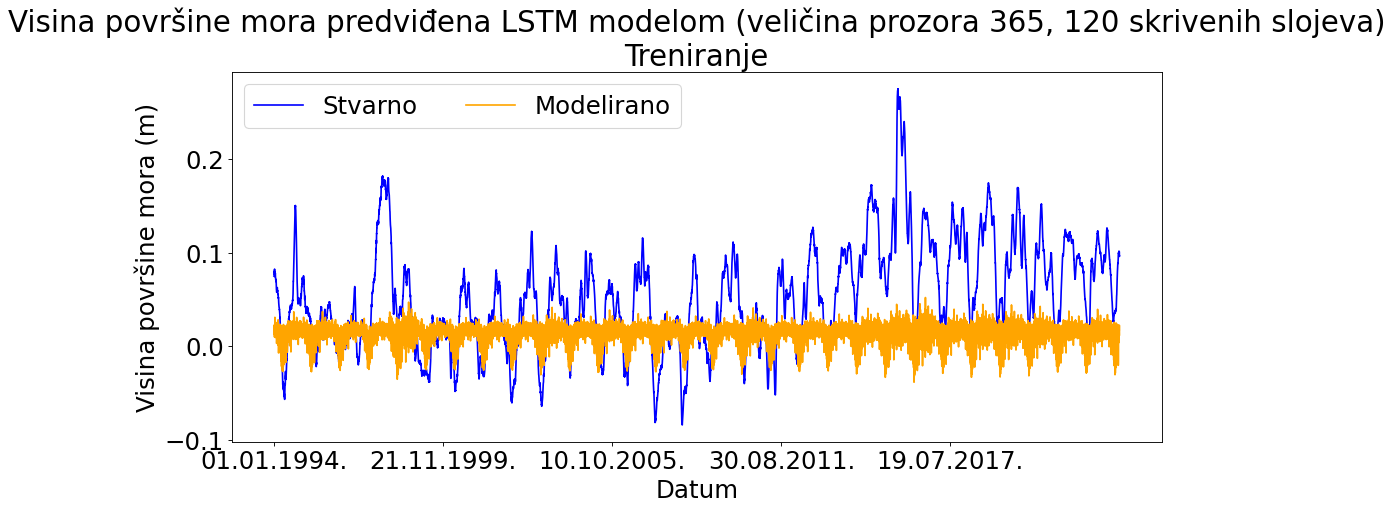 Visina površine mora predviđena LSTM modelom (veličina prozora 365, 120 skrivenih slojeva)
Treniranje
Stvarno
Modelirano
Visina površine mora (m)
0.2
0.1
0.0
−0.1
01.01.1994.
21.11.1999.
10.10.2005.
30.08.2011.
19.07.2017.
Datum